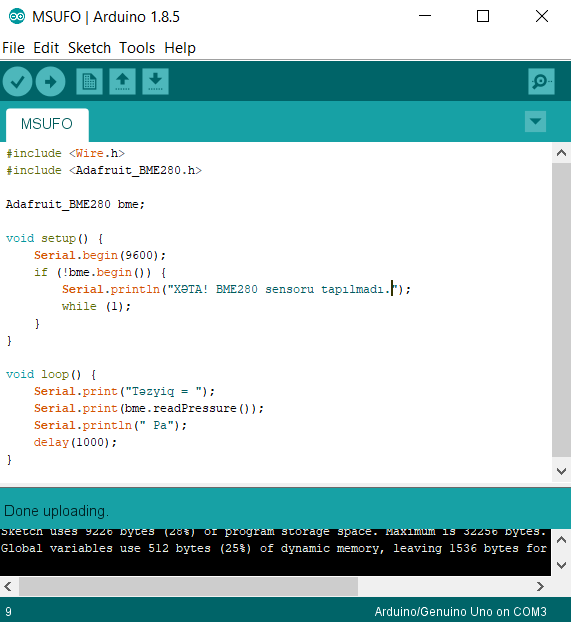 MSUFO | Arduino 1.8.5
File Edit Sketch Tools Help
MSUFO
#include <Wire.h>
#include <Adafruit_BME280.h>
Adafruit_BME280 bme;
void setup() {
Serial.begin(9600);
if (!bme.begin()) {
Serial.println("XƏTA! BME280 sensoru tapılmadı.");
while (1);
}
}
void loop() {
Serial.print("Təzyiq = ");
Serial.print(bme.readPressure());
Serial.println(" Pa");
delay(1000);
}
Done uploading.
Sketch uses 9226 bytes (28%) of program storage space. Maximum is 32256 bytes.
Global variables use 512 bytes (25%) of dynamic memory, leaving 1536 bytes for
9
Arduino/Genuino Uno on COM3